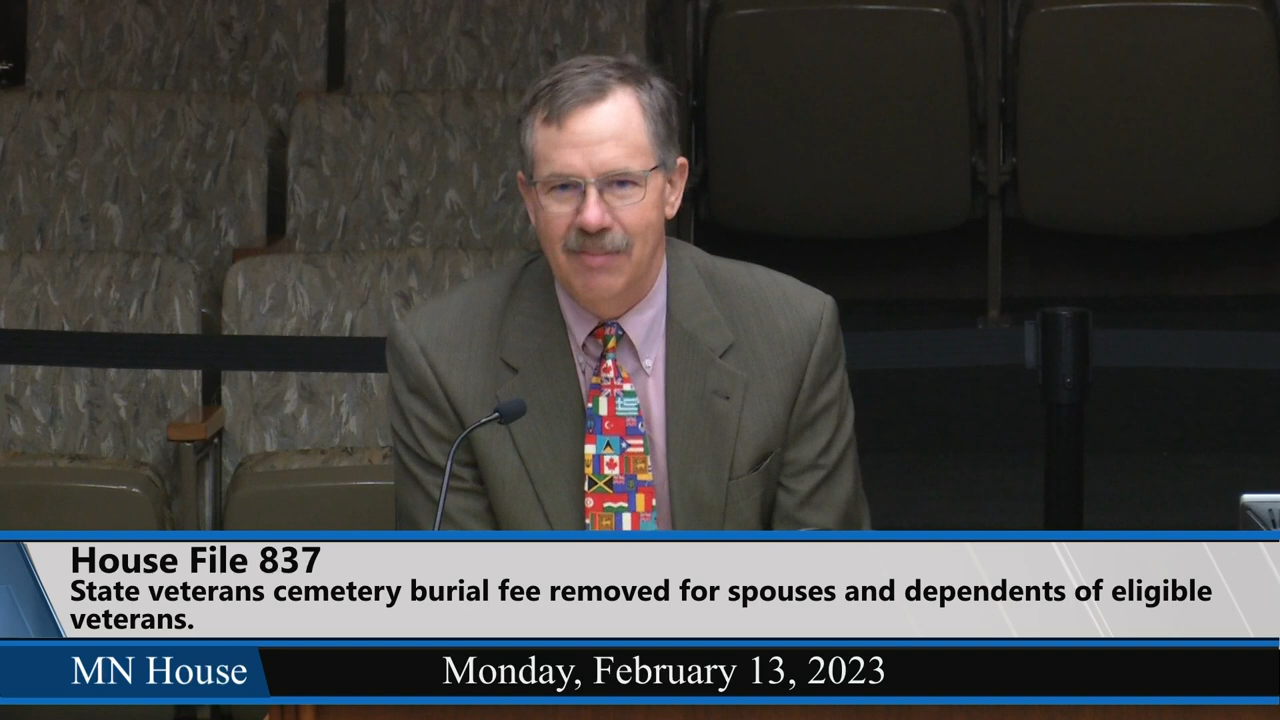 House File 837
State veterans cemetery burial fee removed for spouses and dependents of eligible
veterans.
MN House
Monday, February 13, 2023